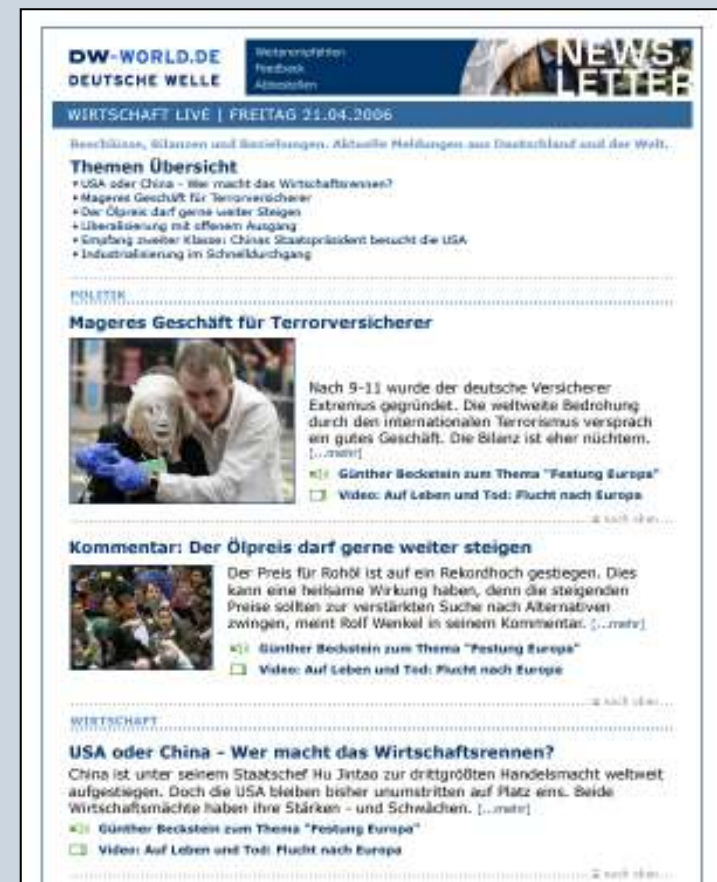 DW-WORLD.DE
DEUTSCHE WELLE
Weiterempfehlen
Feedback
Abbestellen
NEWS
LETTER
WIRTSCHAFT LIVE | FREITAG 21.04.2006
Beschlüsse, Bilanzen und Beziehungen. Aktuelle Meldungen aus Deutschland und der Welt.
Themen Übersicht
USA oder China - Wer macht das Wirtschaftsrennen?
Mageres Geschäft für Terrorversicherer
Der Ölpreis darf gerne weiter Steigen
Liberalisierung mit offenem Ausgang
Empfang zweiter Klasse: Chinas Staatspräsident besucht die USA
Industrialisierung im Schnelldurchgang
POLITIK
Mageres Geschäft für Terrorversicherer
Nach 9-11 wurde der deutsche Versicherer
Extremus gegründet. Die weltweite Bedrohung
durch den internationalen Terrorismus versprach
ein gutes Geschäft. Die Bilanz ist eher nüchtern.
[...mehr]
Günther Beckstein zum Thema "Festung Europa"
Video: Auf Leben und Tod: Flucht nach Europa
nach oben
Kommentar: Der Ölpreis darf gerne weiter steigen
Der Preis für Rohöl ist auf ein Rekordhoch gestiegen. Dies
kann eine heilsame Wirkung haben, denn die steigenden
Preise sollten zur verstärkten Suche nach Alternativen
zwingen, meint Rolf Wenkel in seinem Kommentar. [...mehr]
Günther Beckstein zum Thema "Festung Europa"
Video: Auf Leben und Tod: Flucht nach Europa
nach oben
WIRTSCHAFT
USA oder China - Wer macht das Wirtschaftsrennen?
China ist unter seinem Staatschef Hu Jintao zur drittgrößten Handelsmacht weltweit
aufgestiegen. Doch die USA bleiben bisher unumstritten auf Platz eins. Beide
Wirtschaftsmächte haben ihre Stärken - und Schwächen. [...mehr]
Günther Beckstein zum Thema "Festung Europa"
Video: Auf Leben und Tod: Flucht nach Europa
nach oben